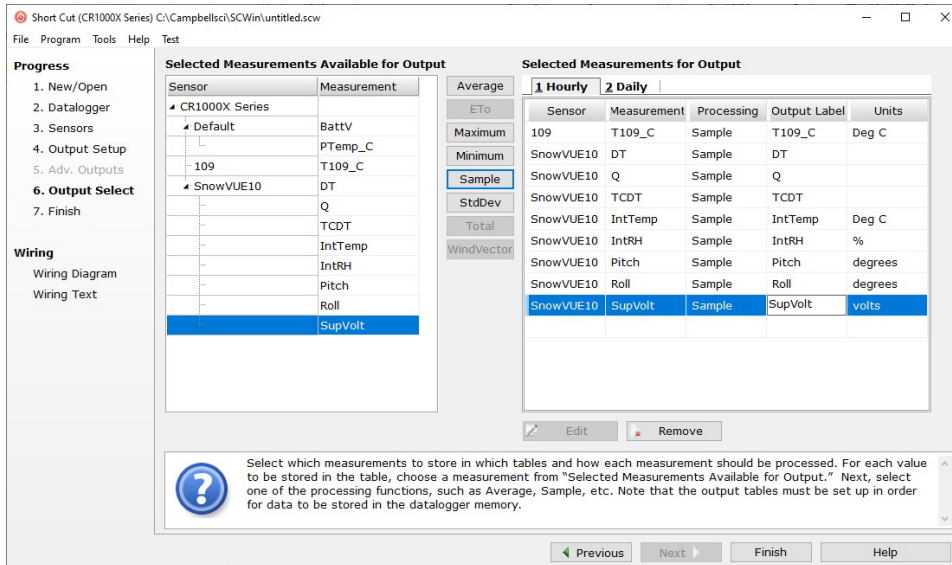 Short Cut (CR1000X Series) C:\Campbellsci\SCWin\untitled.scw
File Program Tools Help Test
Progress
1. New/Open
2. Datalogger
3. Sensors
4. Output Setup
5. Adv. Outputs
6. Output Select
7. Finish
Wiring
Wiring Diagram
Wiring Text
Selected Measurements Available for Output
Sensor Measurement
CR1000X Series
Default BattV
PTemp_C
109 T109_C
SnowVUE10 DT
Q
TCDT
IntTemp
IntRH
Pitch
Roll
SupVolt
Average
ETo
Maximum
Minimum
Sample
StdDev
Total
WindVector
Selected Measurements for Output
1 Hourly 2 Daily
Sensor Measurement Processing Output Label Units
109 T109_C Sample T109_C Deg C
SnowVUE10 DT Sample DT
SnowVUE10 Q Sample Q
SnowVUE10 TCDT Sample TCDT
SnowVUE10 IntTemp Sample IntTemp Deg C
SnowVUE10 IntRH Sample IntRH %
SnowVUE10 Pitch Sample Pitch degrees
SnowVUE10 Roll Sample Roll degrees
SnowVUE10 SupVolt Sample SupVolt volts
Edit Remove
Select which measurements to store in which tables and how each measurement should be processed. For each value
to be stored in the table, choose a measurement from “Selected Measurements Available for Output.” Next, select
one of the processing functions, such as Average, Sample, etc. Note that the output tables must be set up in order
for data to be stored in the datalogger memory.
Previous Next Finish Help